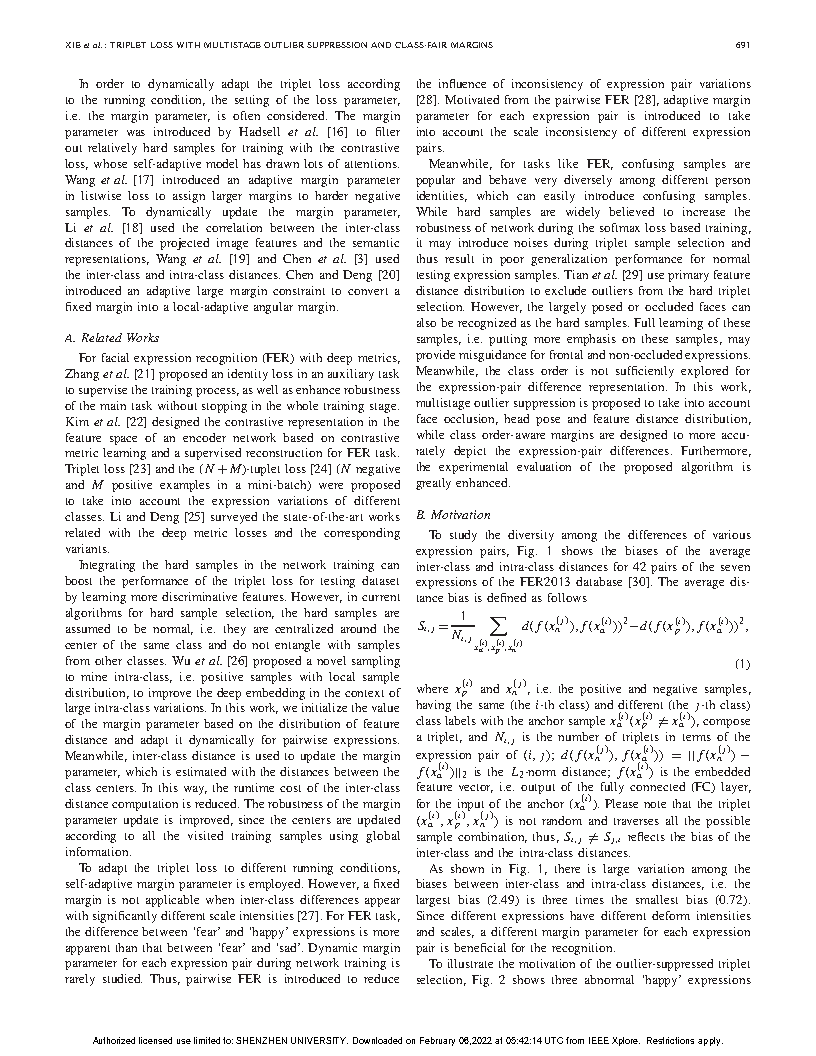 XIE et al.: TRIPLET LOSS WITH MULTISTAGE OUTLIER SUPPRESSION AND CLASS-PAIR MARGINS 691
In order to dynamically adapt the triplet loss according
to the running condition, the setting of the loss parameter,
i.e. the margin parameter, is often considered. The margin
parameter was introduced by Hadsell et al. [16] to filter
out relatively hard samples for training with the contrastive
loss, whose self-adaptive model has drawn lots of attentions.
Wang et al. [17] introduced an adaptive margin parameter
in listwise loss to assign larger margins to harder negative
samples. To dynamically update the margin parameter,
Li et al. [18] used the correlation between the inter-class
distances of the projected image features and the semantic
representations, Wang et al. [19] and Chen et al. [3] used
the inter-class and intra-class distances. Chen and Deng [20]
introduced an adaptive large margin constraint to convert a
fixed margin into a local-adaptive angular margin.
A. Related Works
For facial expression recognition (FER) with deep metrics,
Zhang et al. [21] proposed an identity loss in an auxiliary task
to supervise the training process, as well as enhance robustness
of the main task without stopping in the whole training stage.
Kim et al. [22] designed the contrastive representation in the
feature space of an encoder network based on contrastive
metric learning and a supervised reconstruction for FER task.
Triplet loss [23] and the (N + M)-tuplet loss [24] (N negative
and M positive examples in a mini-batch) were proposed
to take into account the expression variations of different
classes. Li and Deng [25] surveyed the state-of-the-art works
related with the deep metric losses and the corresponding
variants.
Integrating the hard samples in the network training can
boost the performance of the triplet loss for testing dataset
by learning more discriminative features. However, in current
algorithms for hard sample selection, the hard samples are
assumed to be normal, i.e. they are centralized around the
center of the same class and do not entangle with samples
from other classes. Wu et al. [26] proposed a novel sampling
to mine intra-class, i.e. positive samples with local sample
distribution, to improve the deep embedding in the context of
large intra-class variations. In this work, we initialize the value
of the margin parameter based on the distribution of feature
distance and adapt it dynamically for pairwise expressions.
Meanwhile, inter-class distance is used to update the margin
parameter, which is estimated with the distances between the
class centers. In this way, the runtime cost of the inter-class
distance computation is reduced. The robustness of the margin
parameter update is improved, since the centers are updated
according to all the visited training samples using global
information.
To adapt the triplet loss to different running conditions,
self-adaptive margin parameter is employed. However, a fixed
margin is not applicable when inter-class differences appear
with significantly different scale intensities [27]. For FER task,
the difference between 'fear' and 'happy' expressions is more
apparent than that between 'fear' and 'sad'. Dynamic margin
parameter for each expression pair during network training is
rarely studied. Thus, pairwise FER is introduced to reduce
the influence of inconsistency of expression pair variations
[28]. Motivated from the pairwise FER [28], adaptive margin
parameter for each expression pair is introduced to take
into account the scale inconsistency of different expression
pairs.
Meanwhile, for tasks like FER, confusing samples are
popular and behave very diversely among different person
identities, which can easily introduce confusing samples.
While hard samples are widely believed to increase the
robustness of network during the softmax loss based training,
it may introduce noises during triplet sample selection and
thus result in poor generalization performance for normal
testing expression samples. Tian et al. [29] use primary feature
distance distribution to exclude outliers from the hard triplet
selection. However, the largely posed or occluded faces can
also be recognized as the hard samples. Full learning of these
samples, i.e. putting more emphasis on these samples, may
provide misguidance for frontal and non-occluded expressions.
Meanwhile, the class order is not sufficiently explored for
the expression-pair difference representation. In this work,
multistage outlier suppression is proposed to take into account
face occlusion, head pose and feature distance distribution,
while class order-aware margins are designed to more accu-
rately depict the expression-pair differences. Furthermore,
the experimental evaluation of the proposed algorithm is
greatly enhanced.
B. Motivation
To study the diversity among the differences of various
expression pairs, Fig. 1 shows the biases of the average
inter-class and intra-class distances for 42 pairs of the seven
expressions of the FER2013 database [30]. The average dis-
tance bias is defined as follows
S_{i,j} = \frac{1}{N_{i,j}} \sum_{x_a^{(i)},x_p^{(i)},x_n^{(j)}} d(f(x_n^{(j)}), f(x_a^{(i)}))^2 − d(f(x_p^{(i)}), f(x_a^{(i)}))^2,
(1)
where x_p^{(i)} and x_n^{(j)}, i.e. the positive and negative samples,
having the same (the i-th class) and different (the j-th class)
class labels with the anchor sample x_a^{(i)}(x_p^{(i)} ≠ x_a^{(i)}), compose
a triplet, and N_{i,j} is the number of triplets in terms of the
expression pair of (i, j); d(f(x_n^{(j)}), f(x_a^{(i)})) = ||f(x_n^{(j)}) −
f(x_a^{(i)})||_2 is the L_2-norm distance; f(x_a^{(i)}) is the embedded
feature vector, i.e. output of the fully connected (FC) layer,
for the input of the anchor (x_a^{(i)}). Please note that the triplet
(x_a^{(i)}, x_p^{(i)}, x_n^{(j)}) is not random and traverses all the possible
sample combination, thus, S_{i,j} ≠ S_{j,i} reflects the bias of the
inter-class and the intra-class distances.
As shown in Fig. 1, there is large variation among the
biases between inter-class and intra-class distances, i.e. the
largest bias (2.49) is three times the smallest bias (0.72).
Since different expressions have different deform intensities
and scales, a different margin parameter for each expression
pair is beneficial for the recognition.
To illustrate the motivation of the outlier-suppressed triplet
selection, Fig. 2 shows three abnormal 'happy' expressions
Authorized licensed use limited to: SHENZHEN UNIVERSITY. Downloaded on February 08,2022 at 05:42:14 UTC from IEEE Xplore. Restrictions apply.